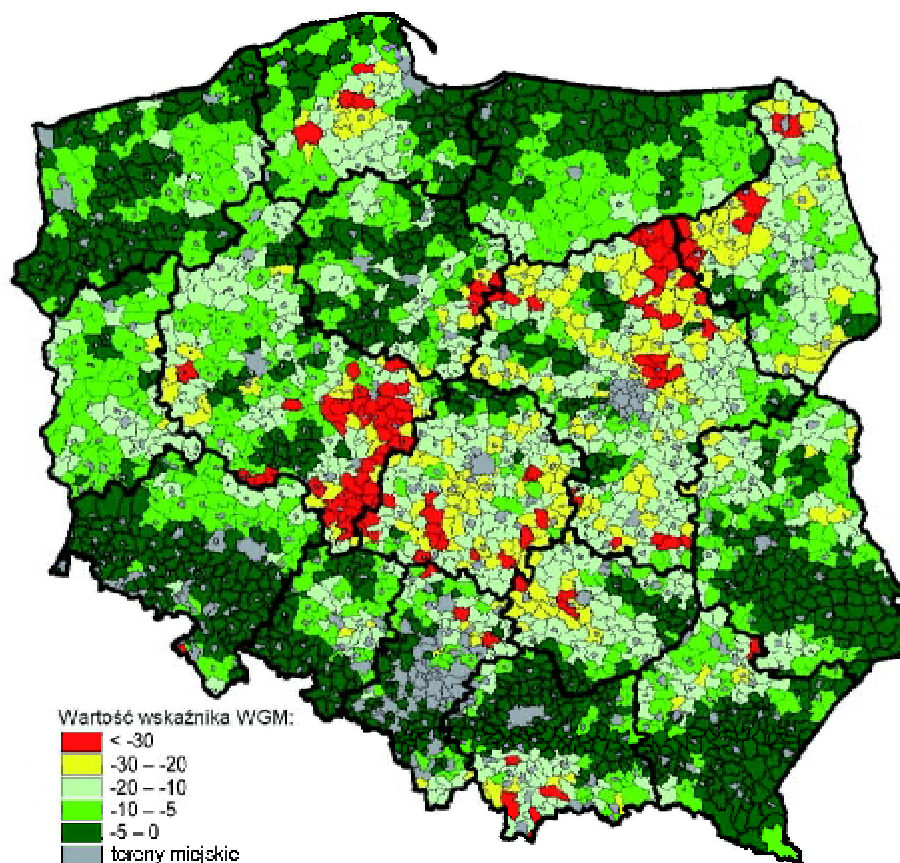 Wartość wskaźnika WGM:
< -30
-30 – -20
-20 – -10
-10 – -5
-5 – 0
tereny miejskie